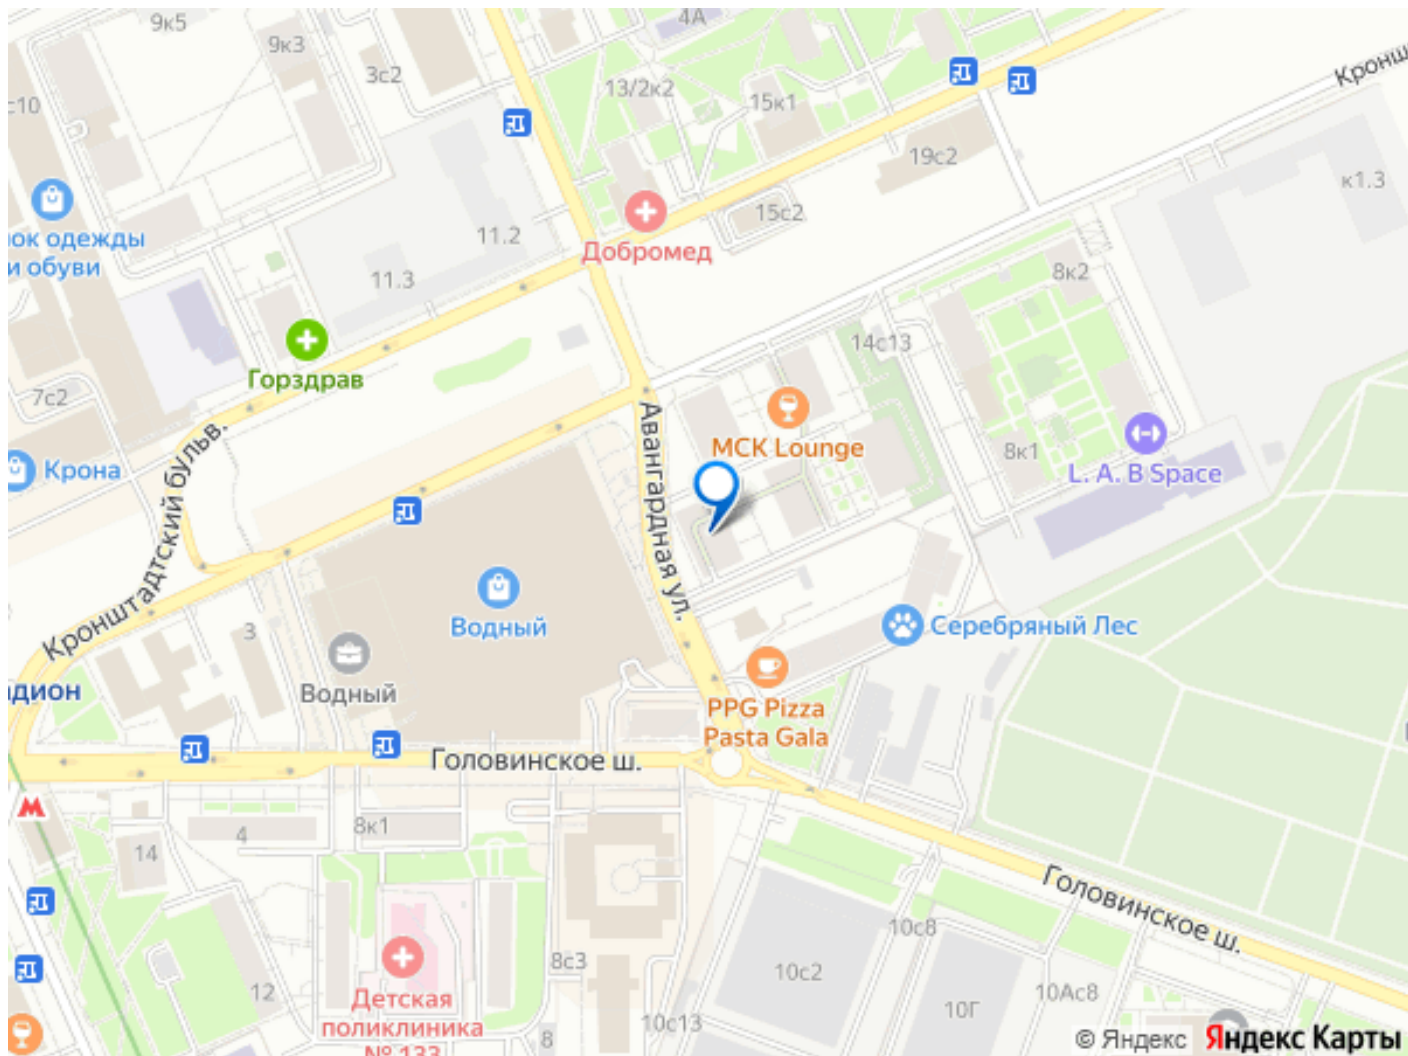 9к5
4А
9к3
3с2
13/2к2
15к1
с10
19с2
к1.3
15с2
11.2
Добромед
ок одежды
и обуви
8к2
11.3
14с13
Горздрав
7с2
Авангардная ул.
МСК Lounge
8к1
L. A. B Space
Крона
Кронштадтский бульв.
Водный
3
Серебряный Лес
Водный
дион
PPG Pizza
Pasta Gala
Головинское ш.
4
8к1
14
Головинское ш.
10с8
8с3
10с2
12
10Ас8
10Г
Детская
поликлиника
№ 133
10с13
8
© Яндекс Яндекс Карты